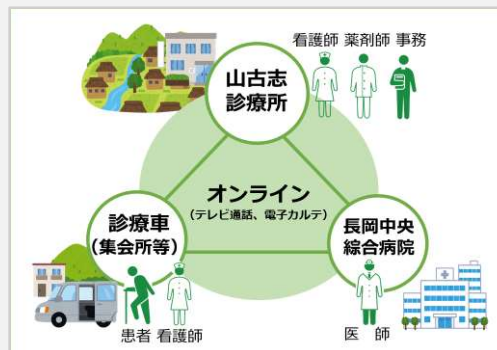 看護師 薬剤師 事務
山古志
診療所
オンライン
(テレビ通話、電子カルテ)
診療車
(集会所等)
長岡中央
綜合病院
患者 看護師
医 師